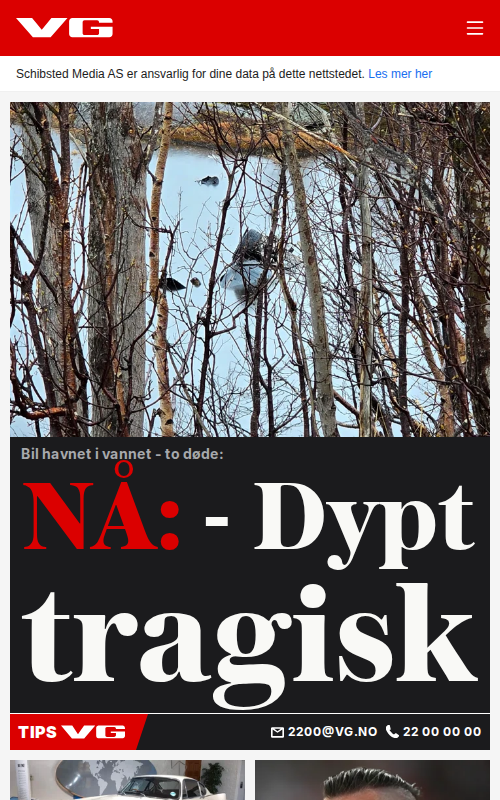 VG
Schibsted Media AS er ansvarlig for dine data på dette nettstedet. Les mer her
Bil havnet i vannet - to døde:
NÅ: - Dypt
tragisk
TIPS VG 2200@VG.NO 22 00 00 00